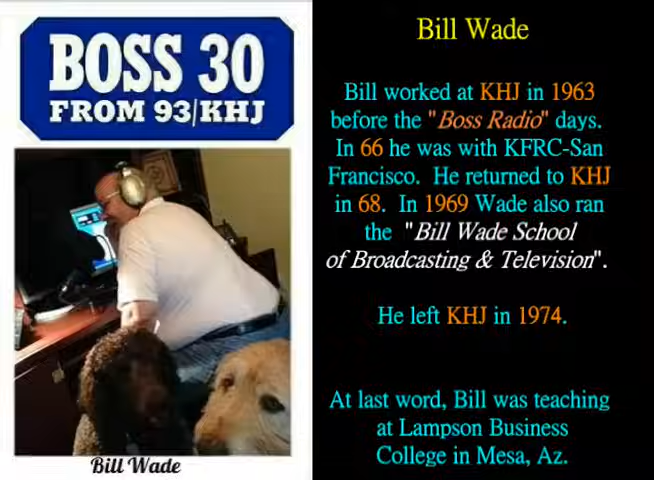 BOSS 30
FROM 93/KHJ
Bill Wade
Bill Wade
Bill worked at KHJ in 1963
before the "Boss Radio" days.
In 66 he was with KFRC-San
Francisco. He returned to KHJ
in 68. In 1969 Wade also ran
the "Bill Wade School
of Broadcasting & Television".
He left KHJ in 1974.
At last word, Bill was teaching
at Lampson Business
College in Mesa, Az.